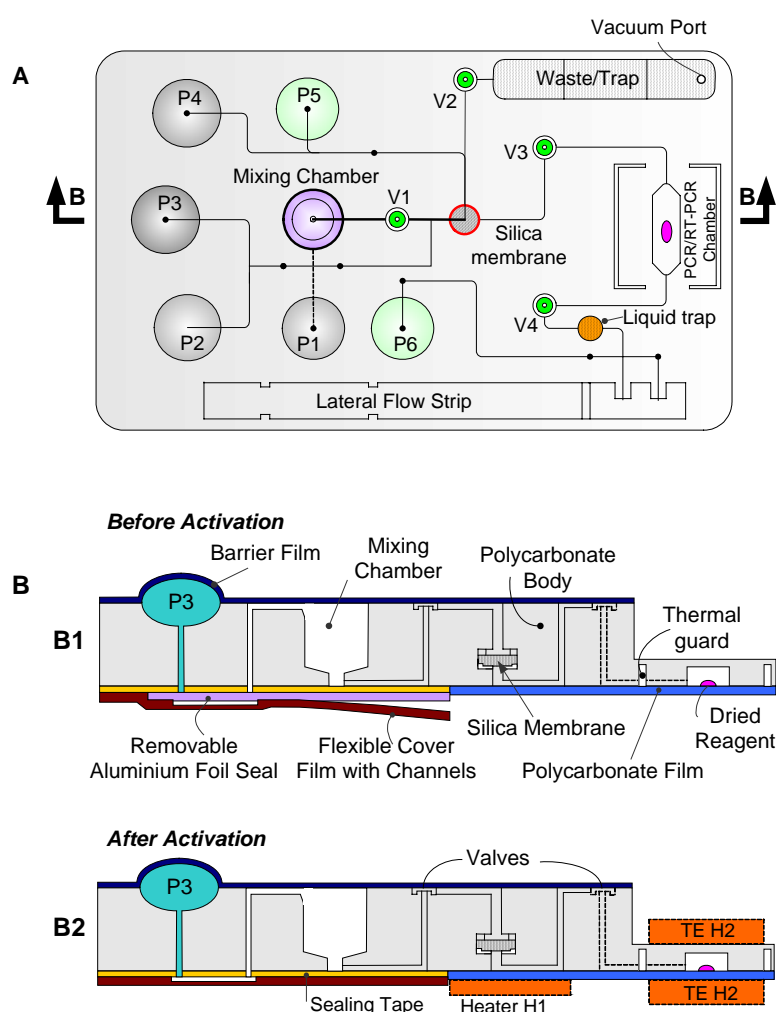 Vacuum Port
A
P4
P5
V2
Waste/Trap
V3
Mixing Chamber
B
B
P3
V1
Silica
membrane
PCR/RT-PCR
Chamber
P2
P1
P6
V4
Liquid trap
Lateral Flow Strip
Before Activation
Barrier Film
Mixing
Chamber
Polycarbonate
Body
B
P3
B1
Thermal
guard
Removable
Aluminium Foil Seal
Flexible Cover
Film with Channels
Silica Membrane
Polycarbonate Film
Dried
Reagent
After Activation
Valves
P3
B2
TE H2
TE H2
Sealing Tape
Heater H1